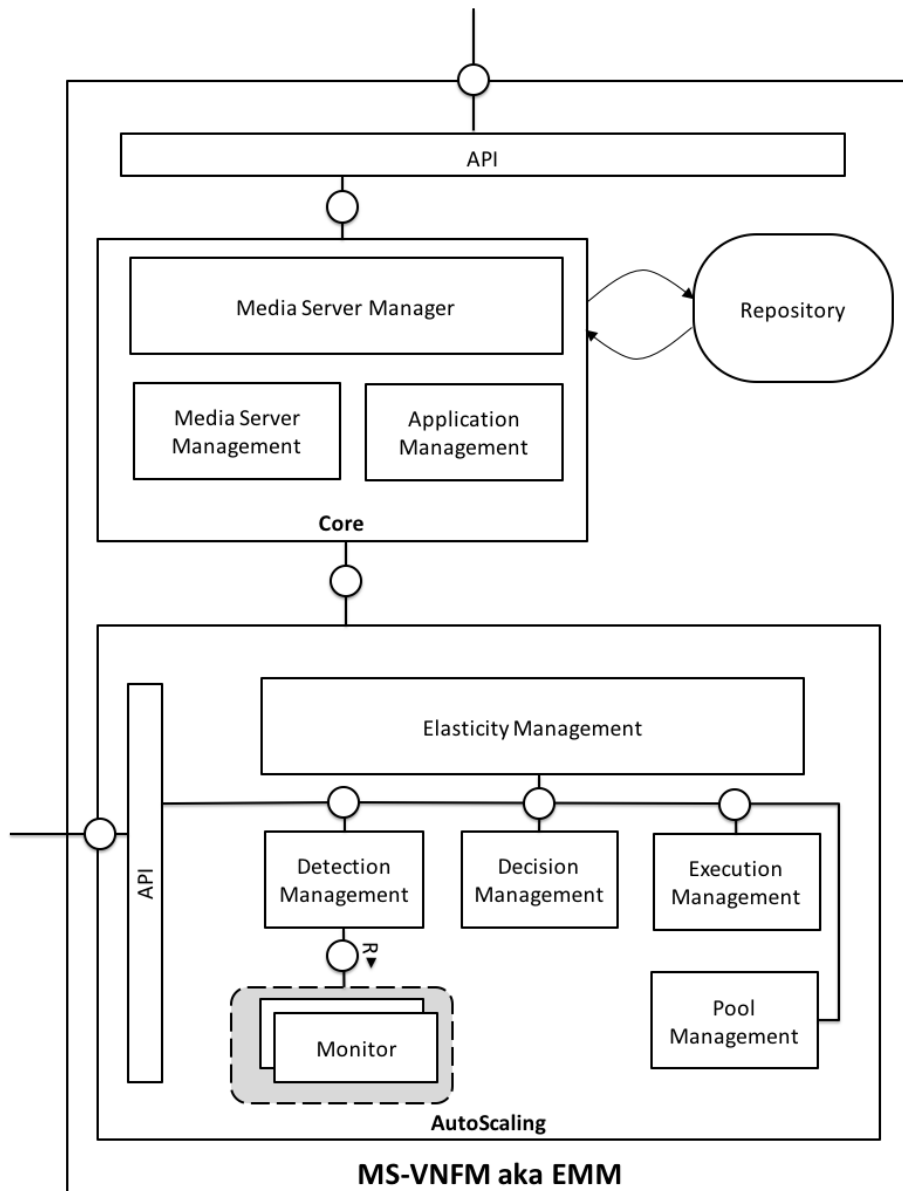 API
Media Server Manager
Repository
Media Server
Management
Application
Management
Core
Elasticity Management
API
Detection
Management
Decision
Management
Execution
Management
R
Monitor
Pool
Management
AutoScaling
MS-VNFM aka EMM